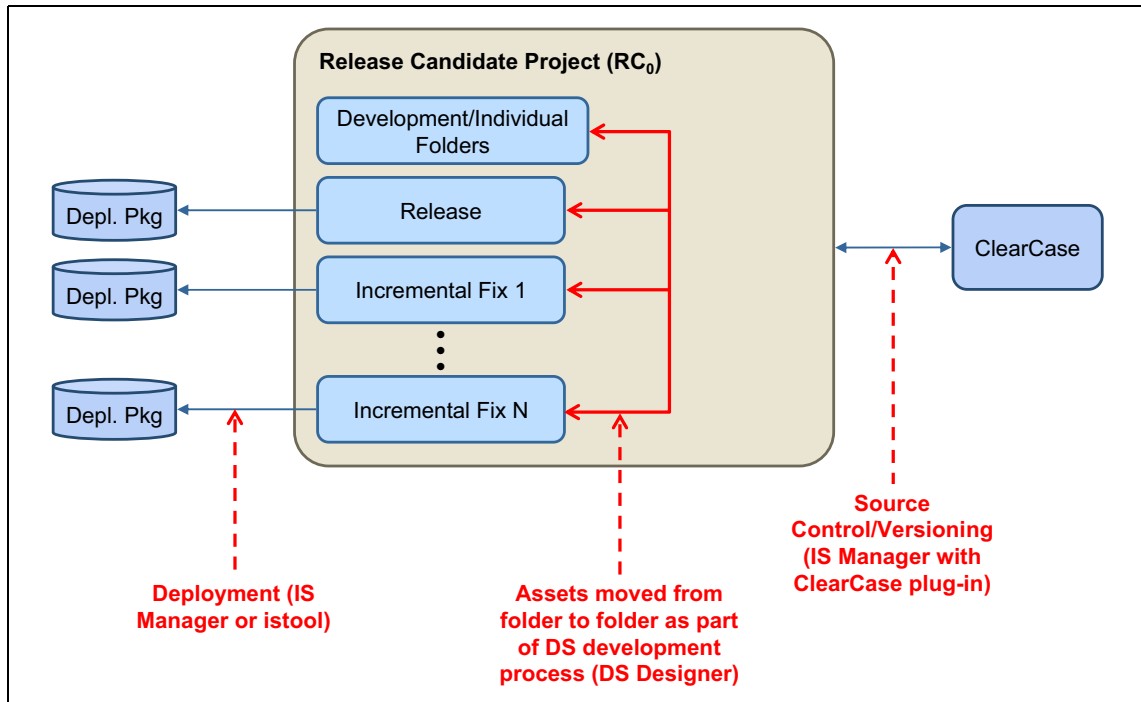 Release Candidate Project (RC₀)
Development/Individual
Folders
Depl. Pkg
Release
Depl. Pkg
Incremental Fix 1
ClearCase
Depl. Pkg
Incremental Fix N
Deployment (IS
Manager or istool)
Assets moved from
folder to folder as part
of DS development
process (DS Designer)
Source
Control/Versioning
(IS Manager with
ClearCase plug-in)